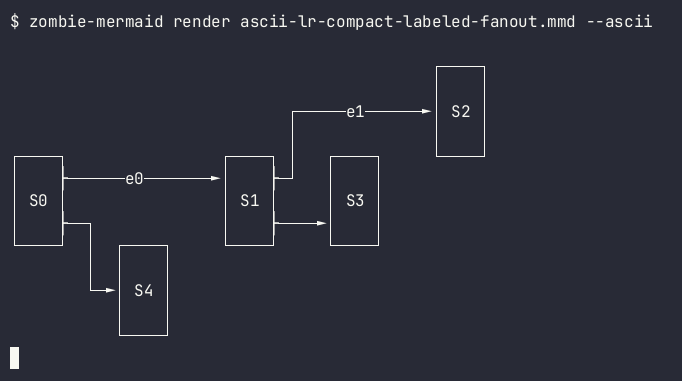 $ zombie-mermaid render ascii-lr-compact-labeled-fanout.mmd --ascii
e1 S2
e0
S0 S1 S3
S4